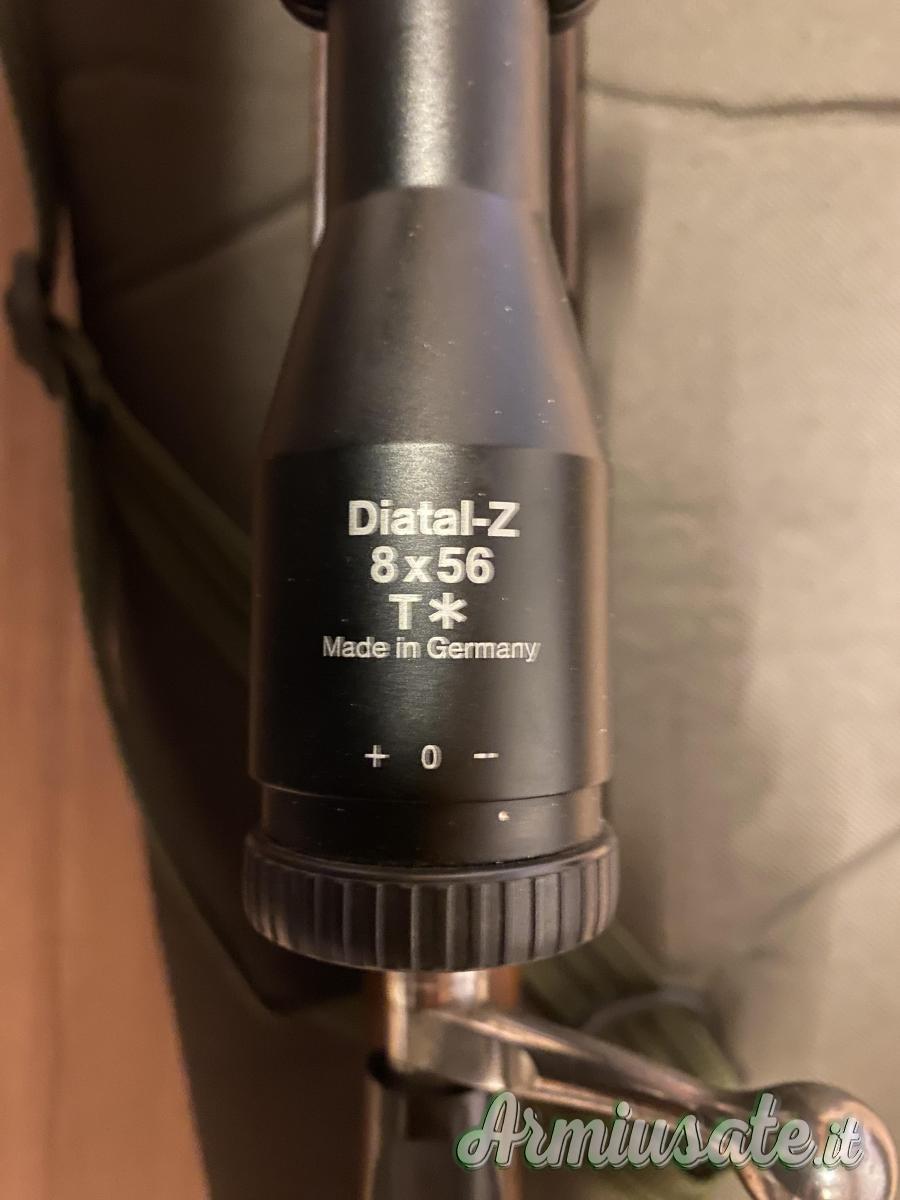 Diatal-Z
8x56
T*
Made in Germany
+ 0 -
Armiusate.it